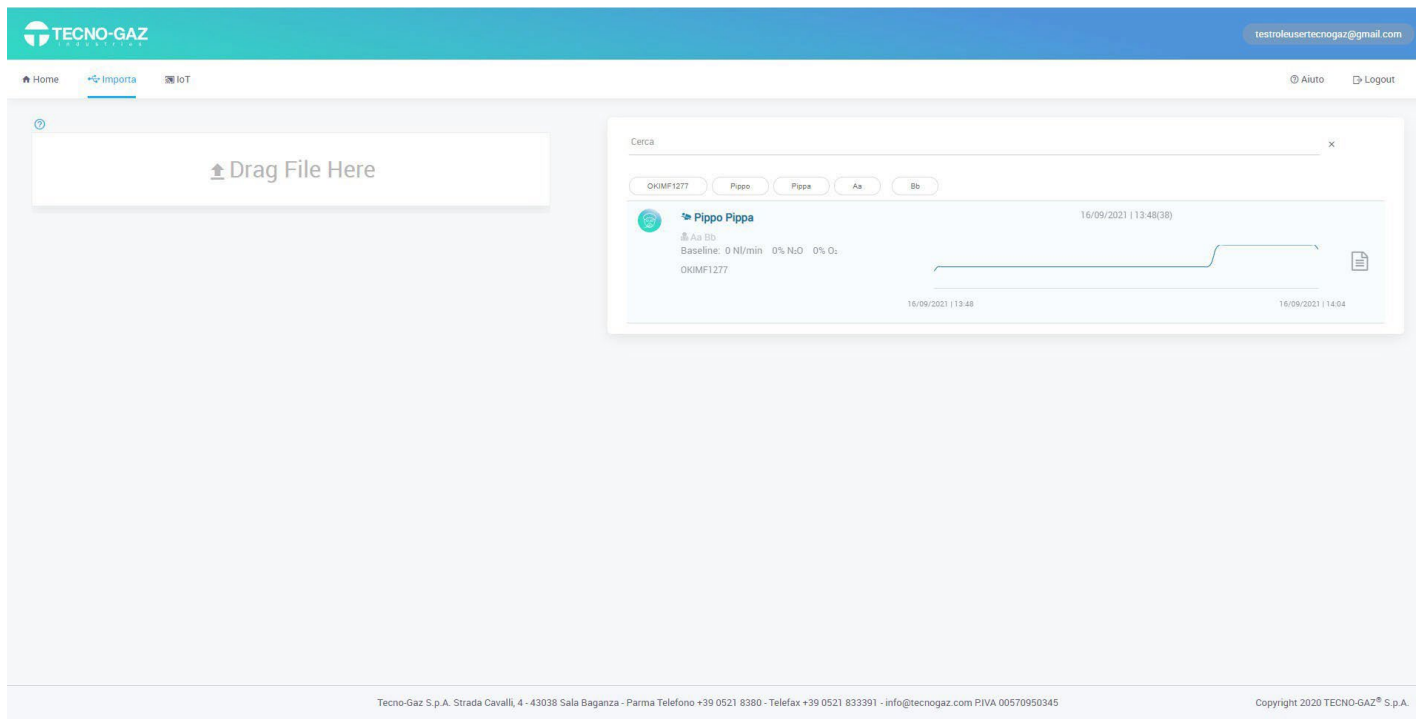 TECNO-GAZ
industries
testroleusertecnogaz@gmail.com
Home Importa IoT
Aiuto Logout
Drag File Here
Cerca
OKIMF1277 Pippo Pippa Aa Bb
Pippo Pippa
16/09/2021 | 13:48(38)
Aa Bb
Baseline: 0 Nl/min 0% N₂O 0% O₂
OKIMF1277
16/09/2021 | 13:48
16/09/2021 | 14:04
Tecno-Gaz S.p.A. Strada Cavalli, 4 - 43038 Sala Baganza - Parma Telefono +39 0521 8380 - Telefax +39 0521 833391 - info@tecnogaz.com P.IVA 00570950345
Copyright 2020 TECNO-GAZ® S.p.A.